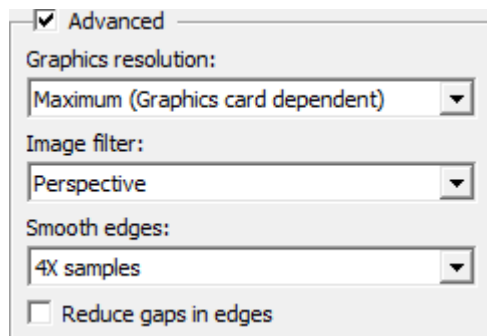 Advanced
Graphics resolution:
Maximum (Graphics card dependent)
Image filter:
Perspective
Smooth edges:
4X samples
Reduce gaps in edges